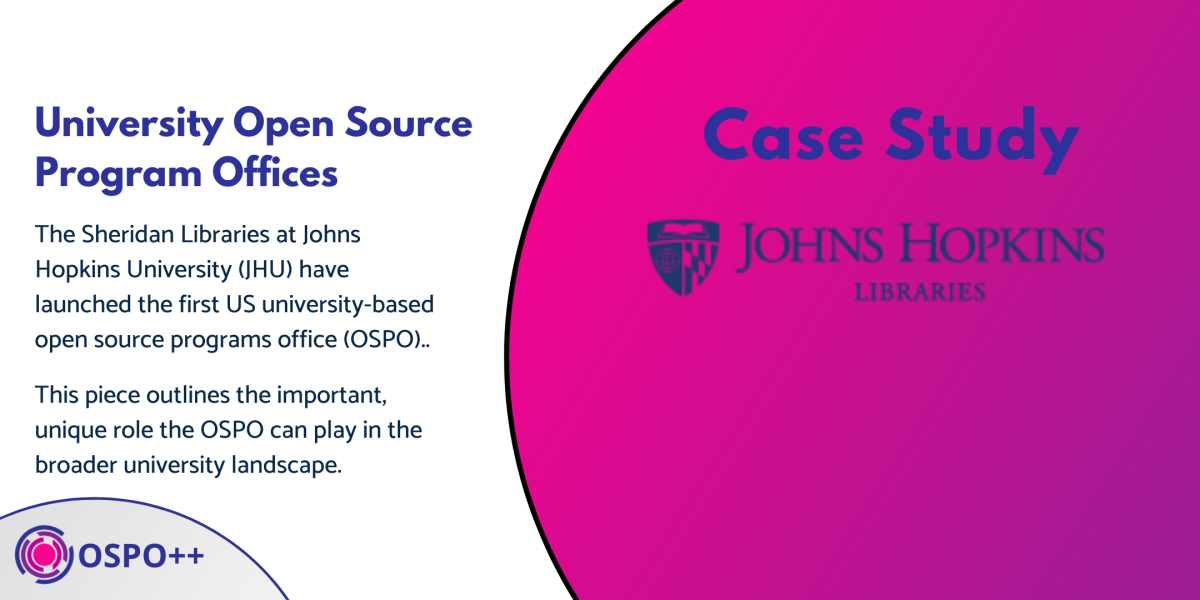 University Open Source
Program Offices
The Sheridan Libraries at Johns
Hopkins University (JHU) have
launched the first US university-based
open source programs office (OSPO)..
This piece outlines the important,
unique role the OSPO can play in the
broader university landscape.
OSPO++
Case Study
JOHNS HOPKINS
LIBRARIES